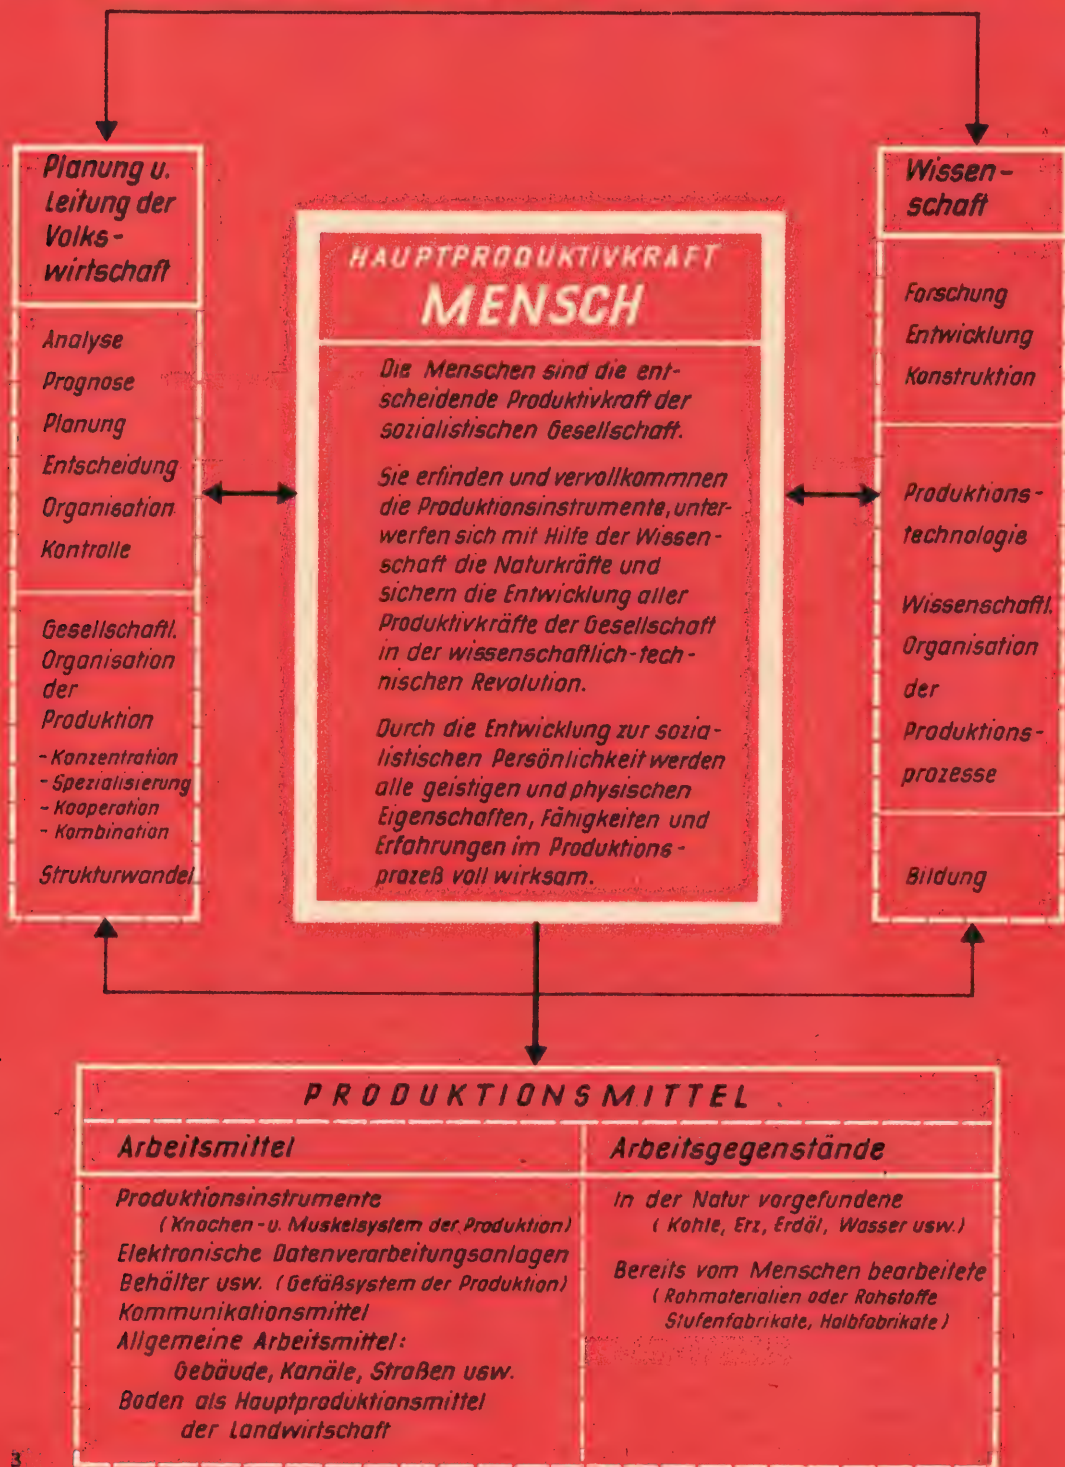 Planung u.
Leitung der
Volks-
wirtschaft
Analyse
Prognose
Planung
Entscheidung
Organisation
Kontrolle
Gesellschaftl.
Organisation
der
Produktion
- Konzentration
- Spezialisierung
- Kooperation
- Kombination
Strukturwandel
HAUPTPRODUKTIVKRAFT
MENSCH
Die Menschen sind die ent-
scheidende Produktivkraft der
sozialistischen Gesellschaft.
Sie erfinden und vervollkommnen
die Produktionsinstrumente, unter-
werfen sich mit Hilfe der Wissen-
schaft die Naturkräfte und
sichern die Entwicklung aller
Produktivkräfte der Gesellschaft
in der wissenschaftlich-tech-
nischen Revolution.
Durch die Entwicklung zur sozia-
listischen Persönlichkeit werden
alle geistigen und physischen
Eigenschaften, Fähigkeiten und
Erfahrungen im Produktions-
prozeß voll wirksam.
Wissen-
schaft
Forschung
Entwicklung
Konstruktion
Produktions-
technologie
Wissenschaftl.
Organisation
der
Produktions-
prozesse
Bildung
PRODUKTIONSMITTEL
Arbeitsmittel
Produktionsinstrumente
(Knochen- u. Muskelsystem der Produktion)
Elektronische Datenverarbeitungsanlagen
Behälter usw. (Gefäßsystem der Produktion)
Kommunikationsmittel
Allgemeine Arbeitsmittel:
Gebäude, Kanäle, Straßen usw.
Boden als Hauptproduktionsmittel
der Landwirtschaft
Arbeitsgegenstände
In der Natur vorgefundene
(Kohle, Erz, Erdöl, Wasser usw.)
Bereits vom Menschen bearbeitete
(Rohmaterialien oder Rohstoffe
Stufenfabrikate, Halbfabrikate)
3